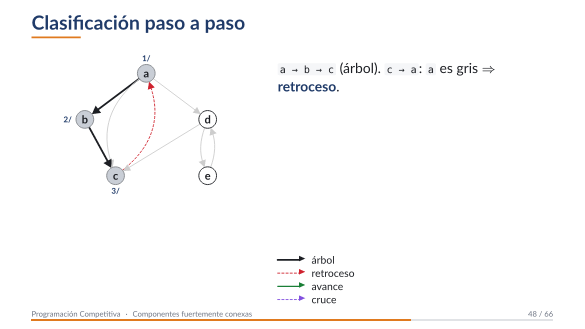 Clasificación paso a paso
1/
a
2/
b
d
c
e
3/
a → b → c (árbol). c → a: a es gris ⇒
retroceso.
árbol
retroceso
avance
cruce
Programación Competitiva · Componentes fuertemente conexas
48 / 66